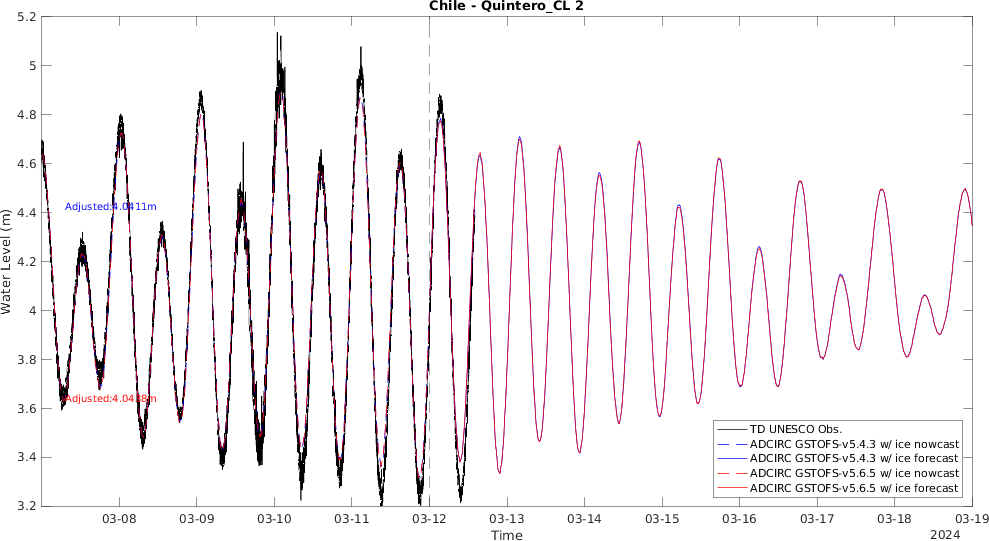 Chile - Quintero_CL 2
5.2
5
4.8
4.6
4.4
4.2
4
3.8
3.6
3.4
3.2
Water Level (m)
Adjusted:4.0411m
Adjusted:4.0438m
TD UNESCO Obs.
ADCIRC GSTOFS-v5.4.3 w/ ice nowcast
ADCIRC GSTOFS-v5.4.3 w/ ice forecast
ADCIRC GSTOFS-v5.6.5 w/ ice nowcast
ADCIRC GSTOFS-v5.6.5 w/ ice forecast
03-08 03-09 03-10 03-11 03-12 03-13 03-14 03-15 03-16 03-17 03-18 03-19
Time
2024